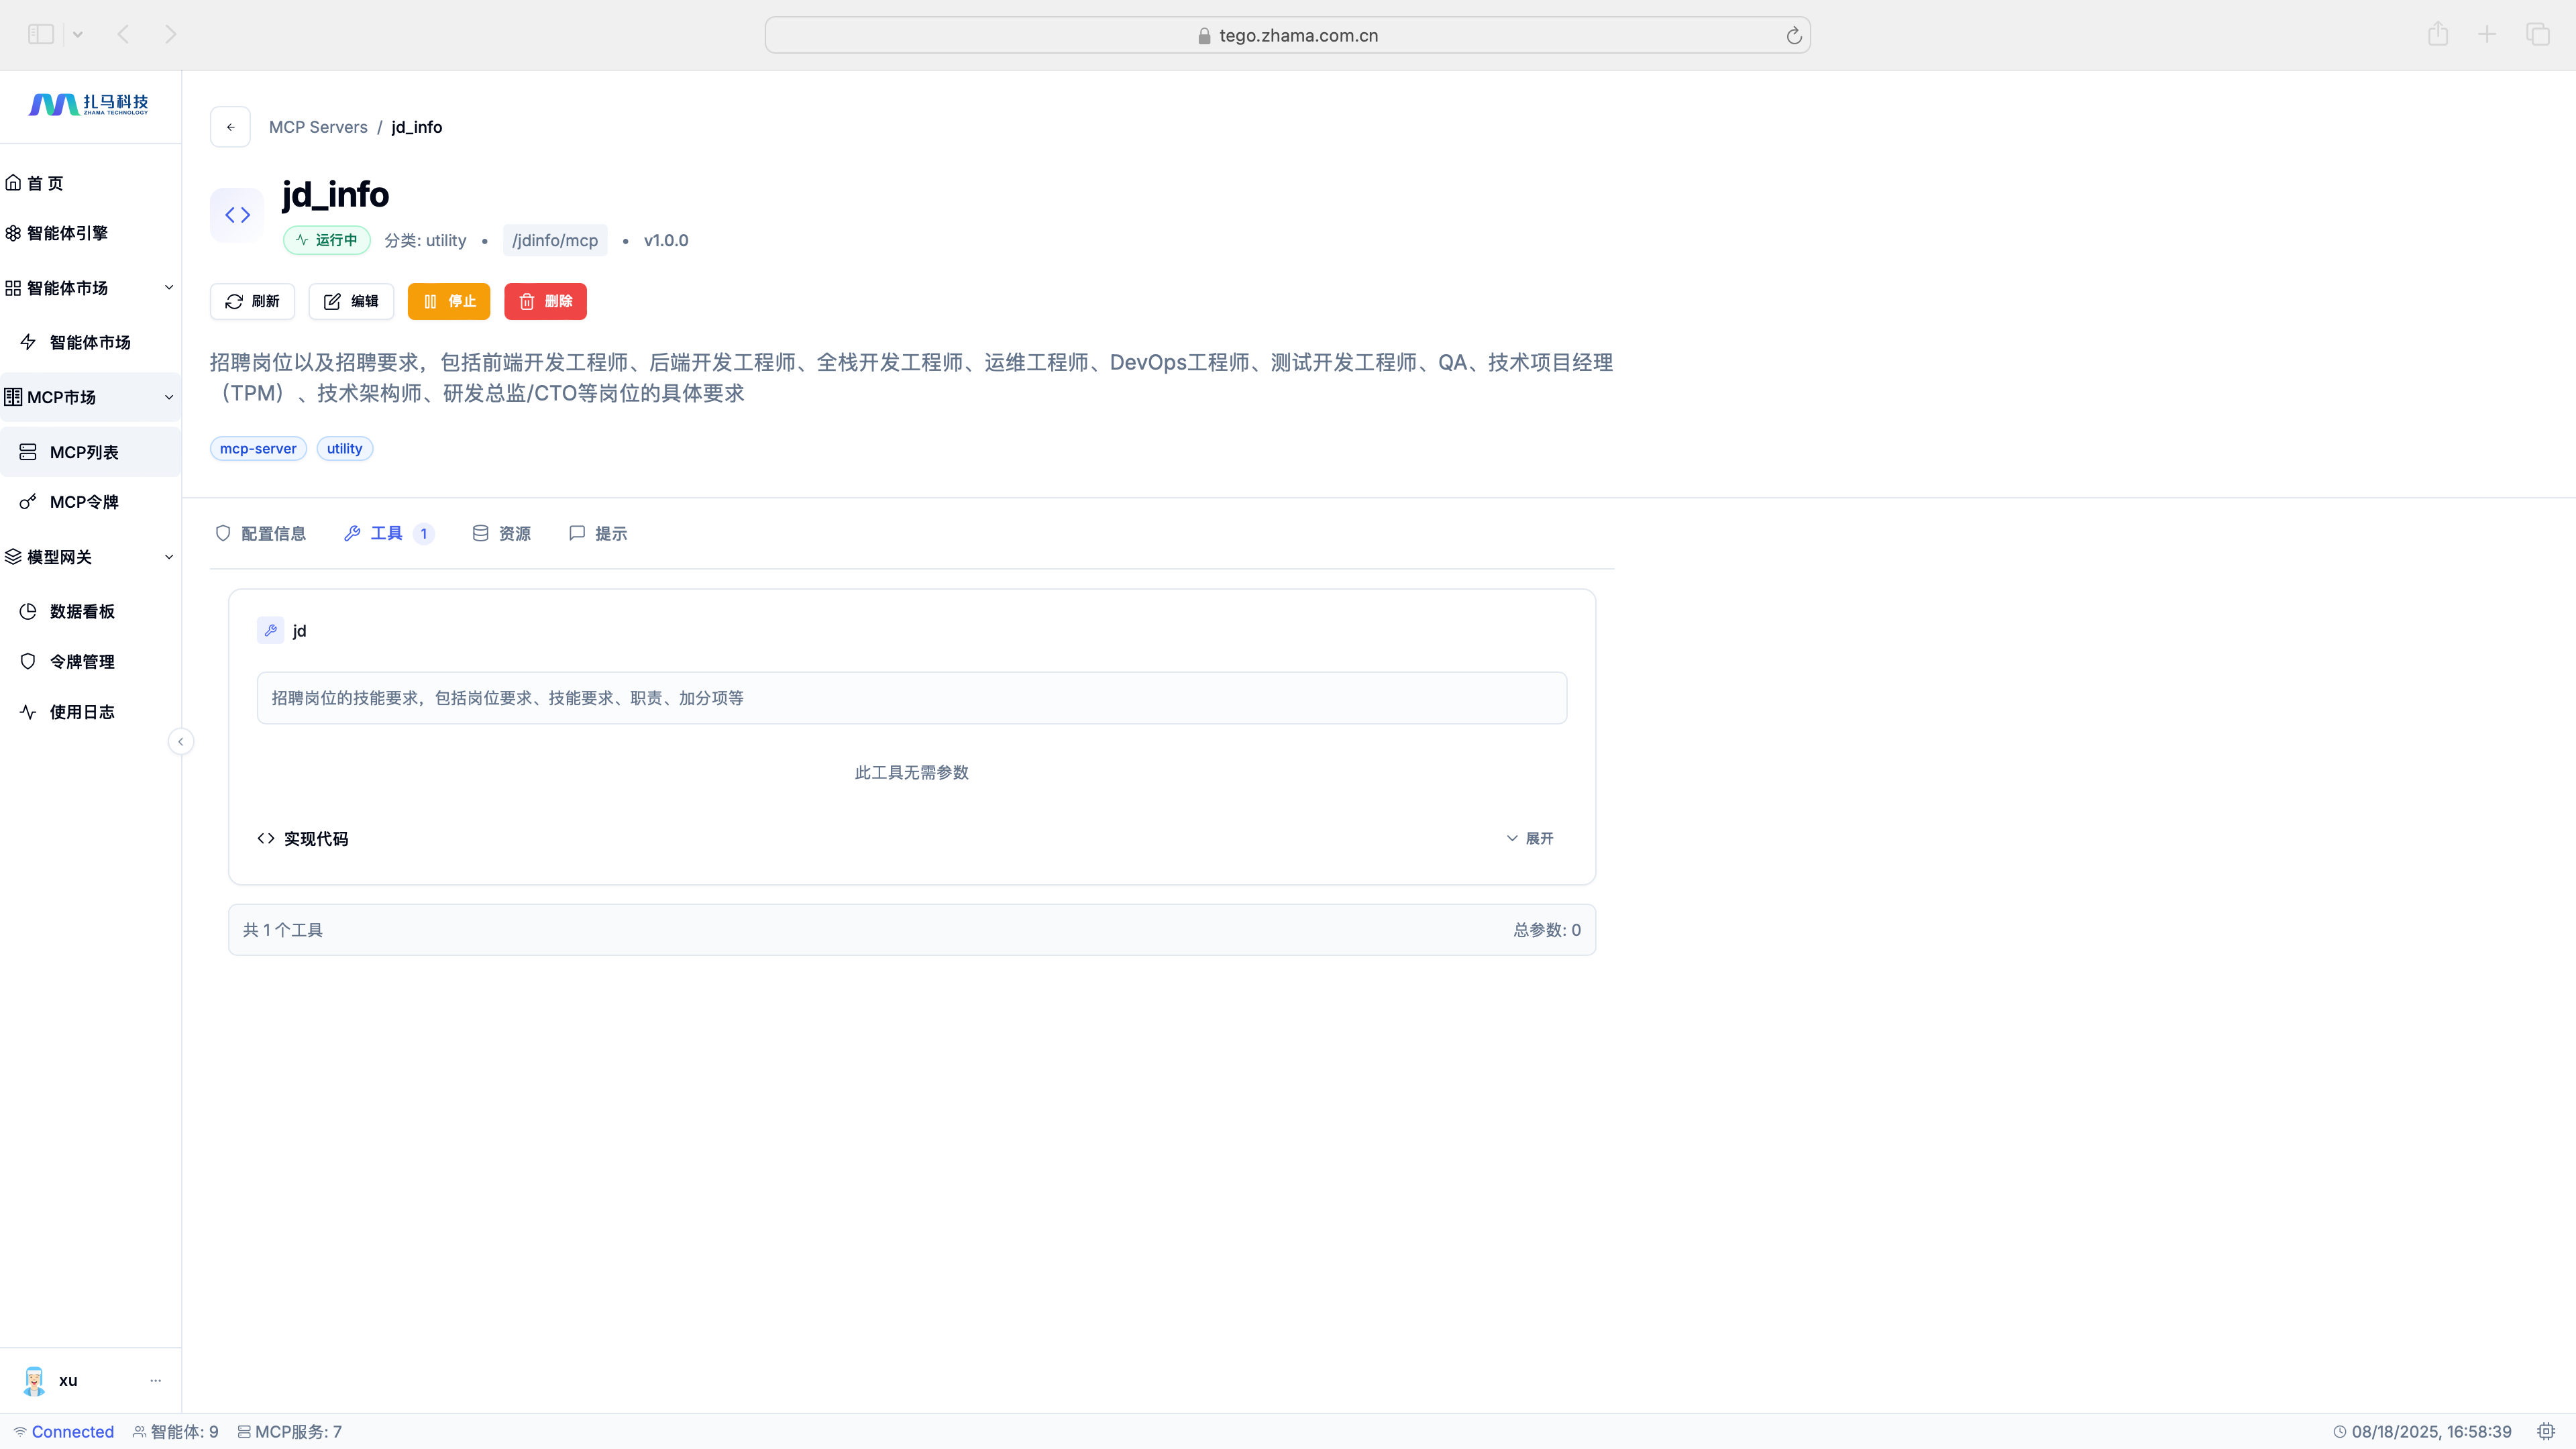 tego.zhama.com.cn
扎马科技
ZHAMA TECHNOLOGY
首 页
智能体引擎
智能体市场
智能体市场
MCP市场
MCP列表
MCP令牌
模型网关
数据看板
令牌管理
使用日志
xu
MCP Servers / jd_info
jd_info
运行中 分类: utility • /jdinfo/mcp • v1.0.0
刷新 编辑 停止 删除
招聘岗位以及招聘要求，包括前端开发工程师、后端开发工程师、全栈开发工程师、运维工程师、DevOps工程师、测试开发工程师、QA、技术项目经理
（TPM）、技术架构师、研发总监/CTO等岗位的具体要求
mcp-server utility
配置信息 工具 1 资源 提示
jd
招聘岗位的技能要求，包括岗位要求、技能要求、职责、加分项等
此工具无需参数
实现代码 展开
共 1 个工具 总参数: 0
Connected 智能体: 9 MCP服务: 7 08/18/2025, 16:58:39